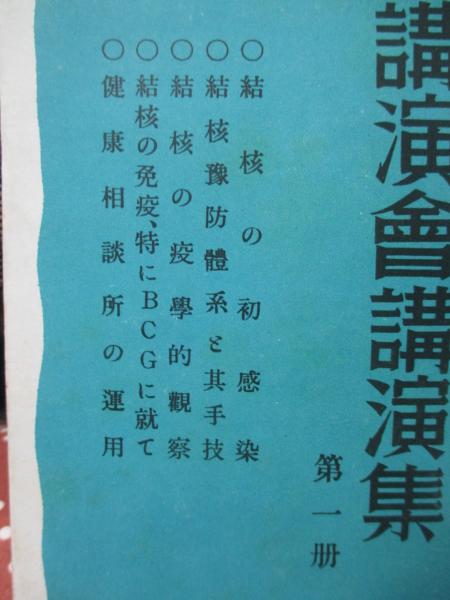 講演會講演集
第一册
○結核の初感染
○結核豫防體系と其手技
○結核の疫學的觀察
○結核の免疫、特にBCGに就て
○健康相談所の運用